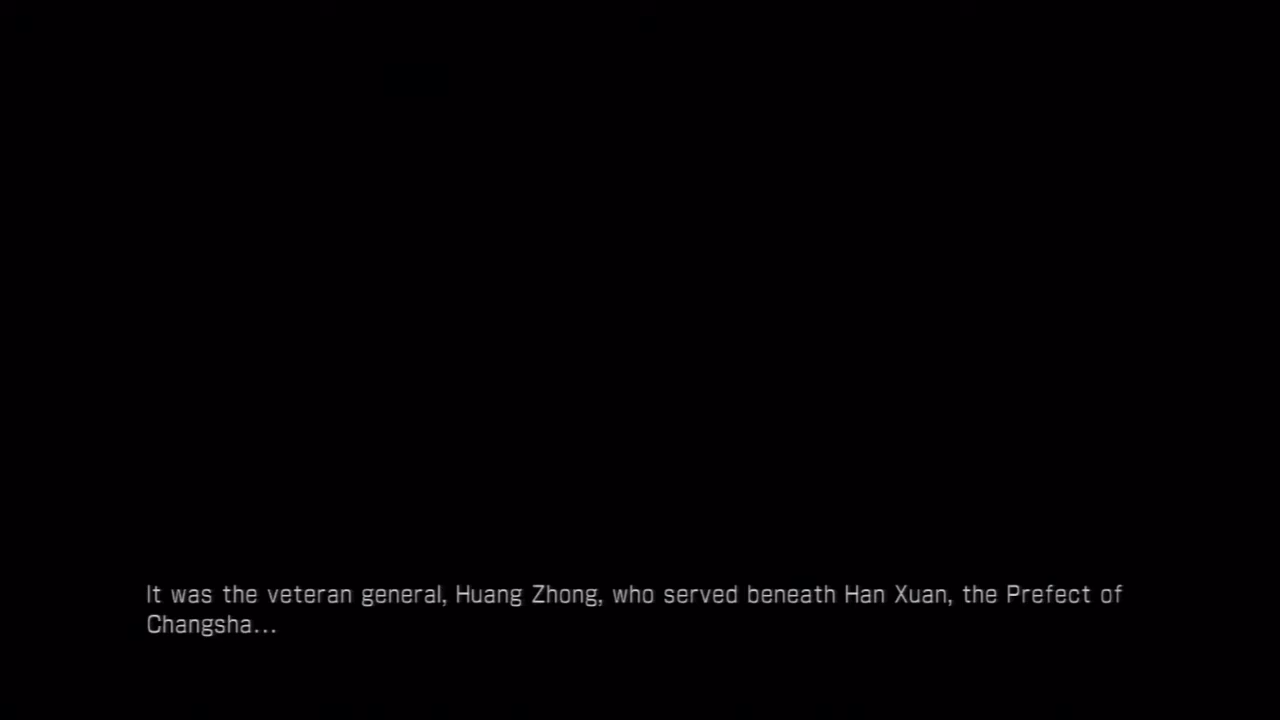 It was the veteran general, Huang Zhong, who served beneath Han Xuan, the Prefect of
Changsha...